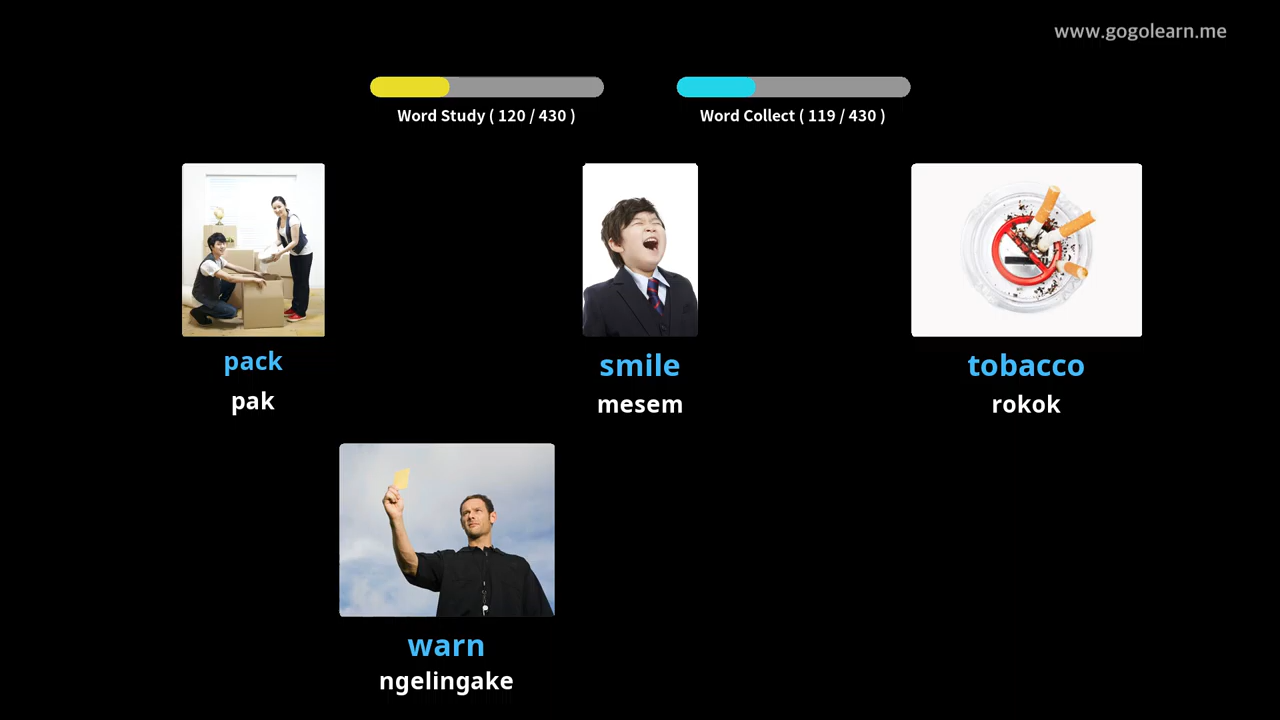 www.gogolearn.me
Word Study ( 120 / 430 )
Word Collect ( 119 / 430 )
pack
pak
smile
mesem
tobacco
rokok
warn
ngelingake